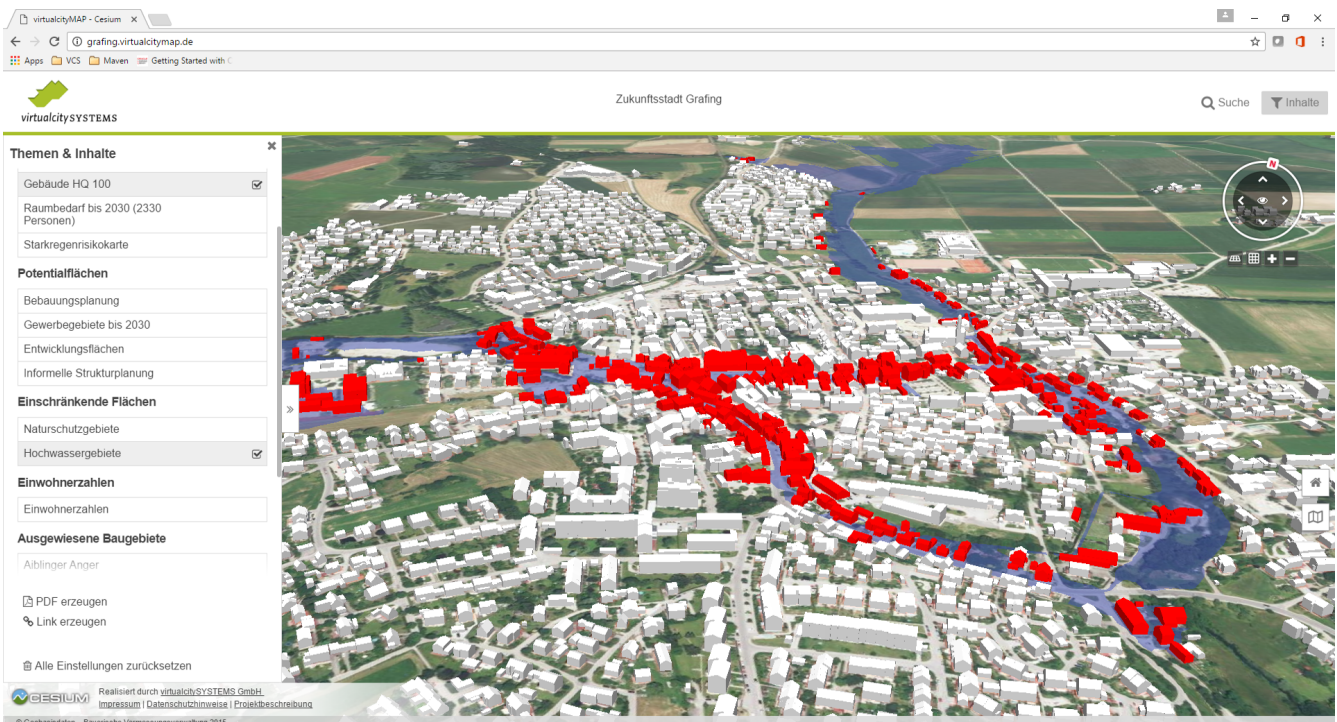 virtualcityMAP - Cesium
grafing.virtualcitymap.de
Apps VCS Maven Getting Started with
virtualcitySYSTEMS
Zukunftsstadt Grafing
Suche Inhalte
Themen & Inhalte
Gebäude HQ 100
Raumbedarf bis 2030 (2330
Personen)
Starkregenrisikokarte
Potentialflächen
Bebauungsplanung
Gewerbegebiete bis 2030
Entwicklungsflächen
Informelle Strukturplanung
Einschränkende Flächen
Naturschutzgebiete
Hochwassergebiete
Einwohnerzahlen
Einwohnerzahlen
Ausgewiesene Baugebiete
Aiblinger Anger
PDF erzeugen
Link erzeugen
Alle Einstellungen zurücksetzen
N
CESIUM
Realisiert durch virtualcitySYSTEMS GmbH
Impressum | Datenschutzhinweise | Projektbeschreibung